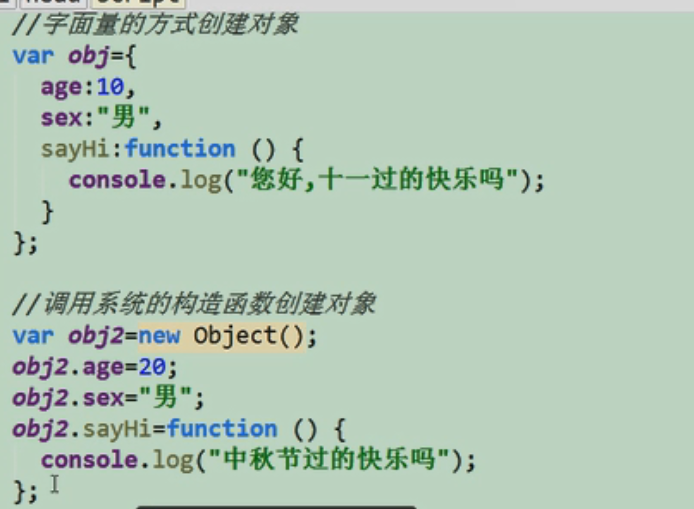 //字面量的方式创建对象
var obj={
age:10,
sex:"男",
sayHi:function () {
console.log("您好,十一过的快乐吗");
}
};
//调用系统的构造函数创建对象
var obj2=new Object();
obj2.age=20;
obj2.sex="男";
obj2.sayHi=function () {
console.log("中秋节过的快乐吗");
};